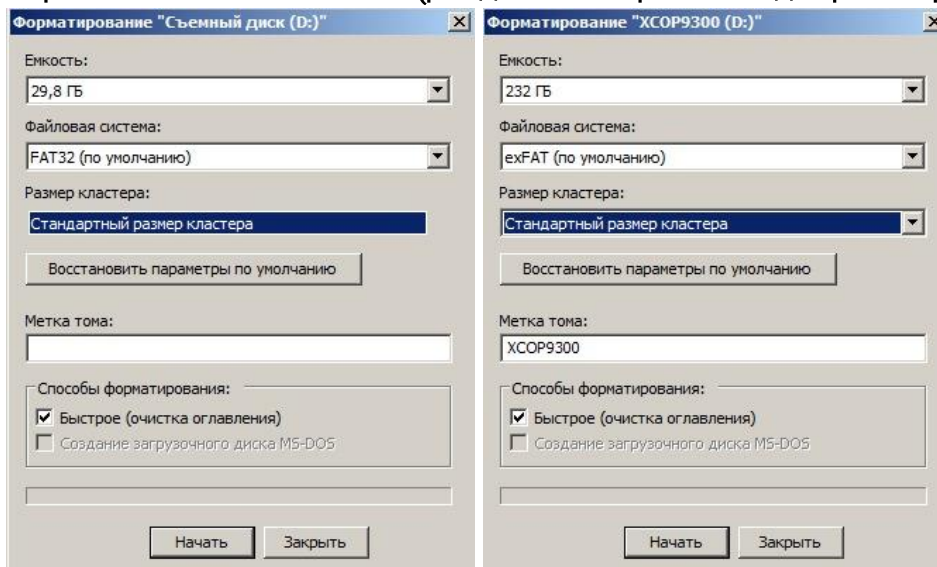 Форматирование "Съемный диск (D:)"
Емкость:
29,8 ГБ
Файловая система:
FAT32 (по умолчанию)
Размер кластера:
Стандартный размер кластера
Восстановить параметры по умолчанию
Метка тома:
Способы форматирования:
Быстрое (очистка оглавления)
Создание загрузочного диска MS-DOS
Начать
Закрыть
Форматирование "XCOP9300 (D:)"
Емкость:
232 ГБ
Файловая система:
exFAT (по умолчанию)
Размер кластера:
Стандартный размер кластера
Восстановить параметры по умолчанию
Метка тома:
XCOP9300
Способы форматирования:
Быстрое (очистка оглавления)
Создание загрузочного диска MS-DOS
Начать
Закрыть